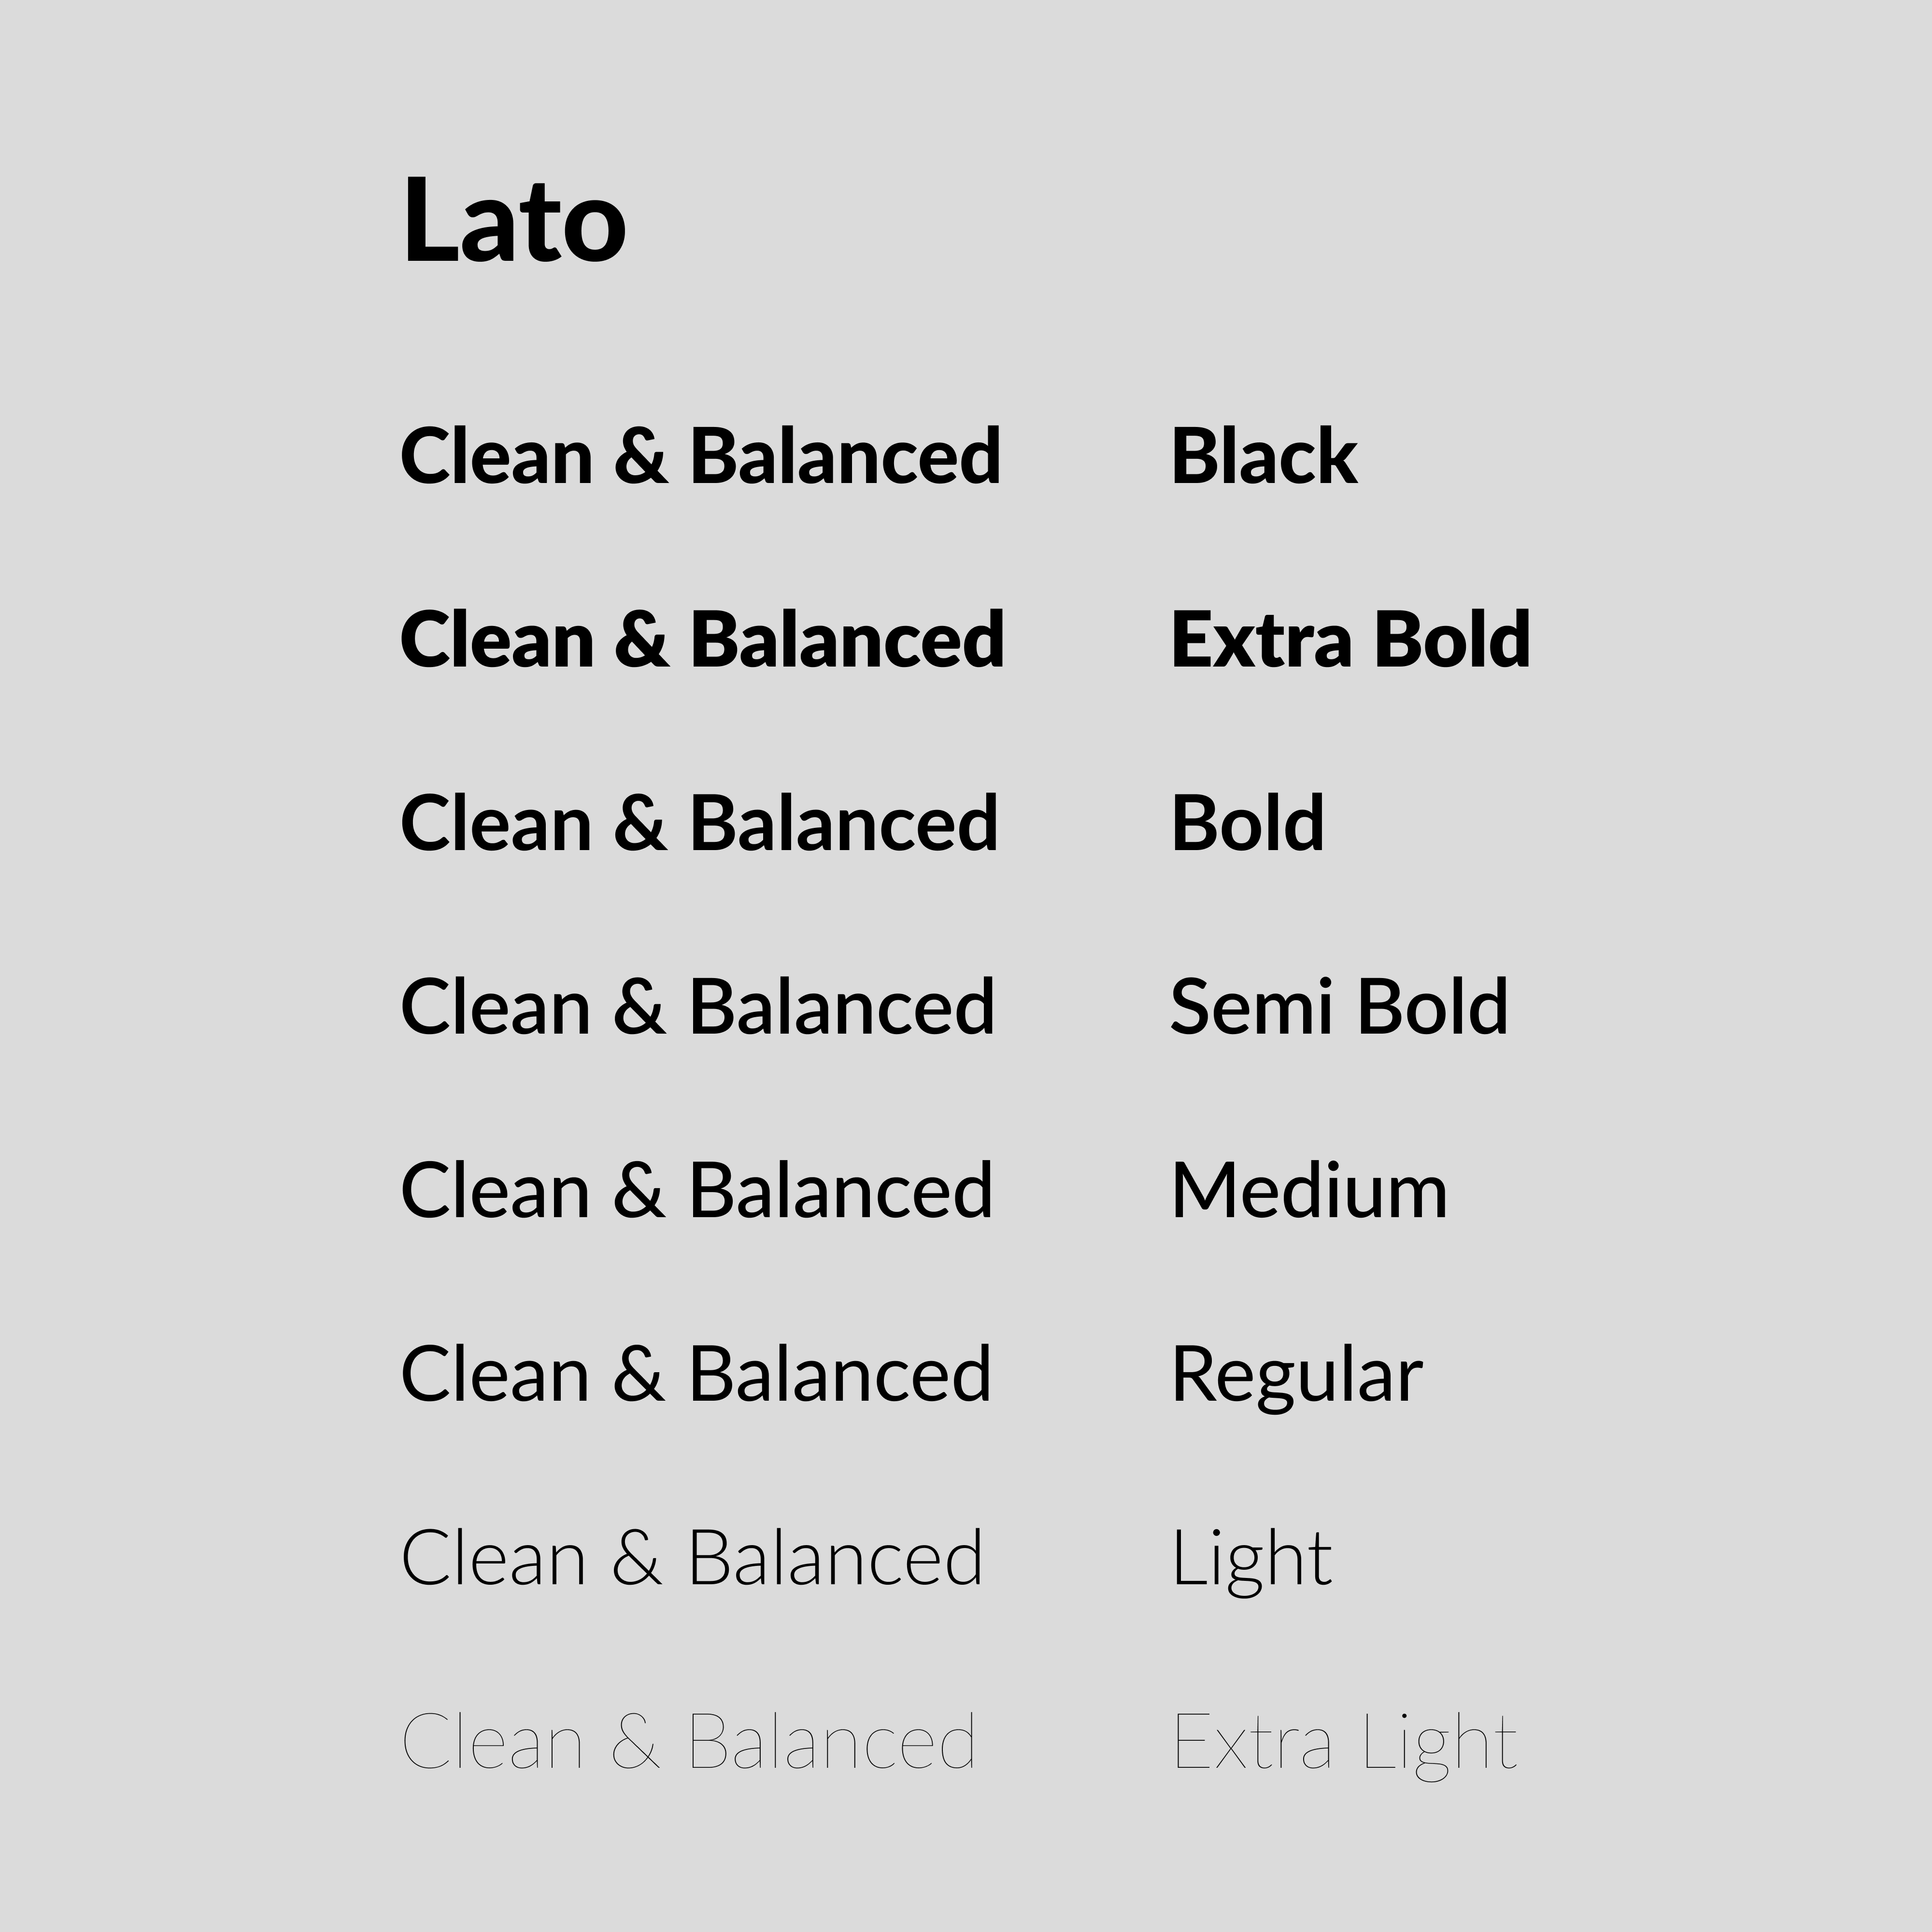 Lato
Clean & Balanced Black
Clean & Balanced Extra Bold
Clean & Balanced Bold
Clean & Balanced Semi Bold
Clean & Balanced Medium
Clean & Balanced Regular
Clean & Balanced Light
Clean & Balanced Extra Light